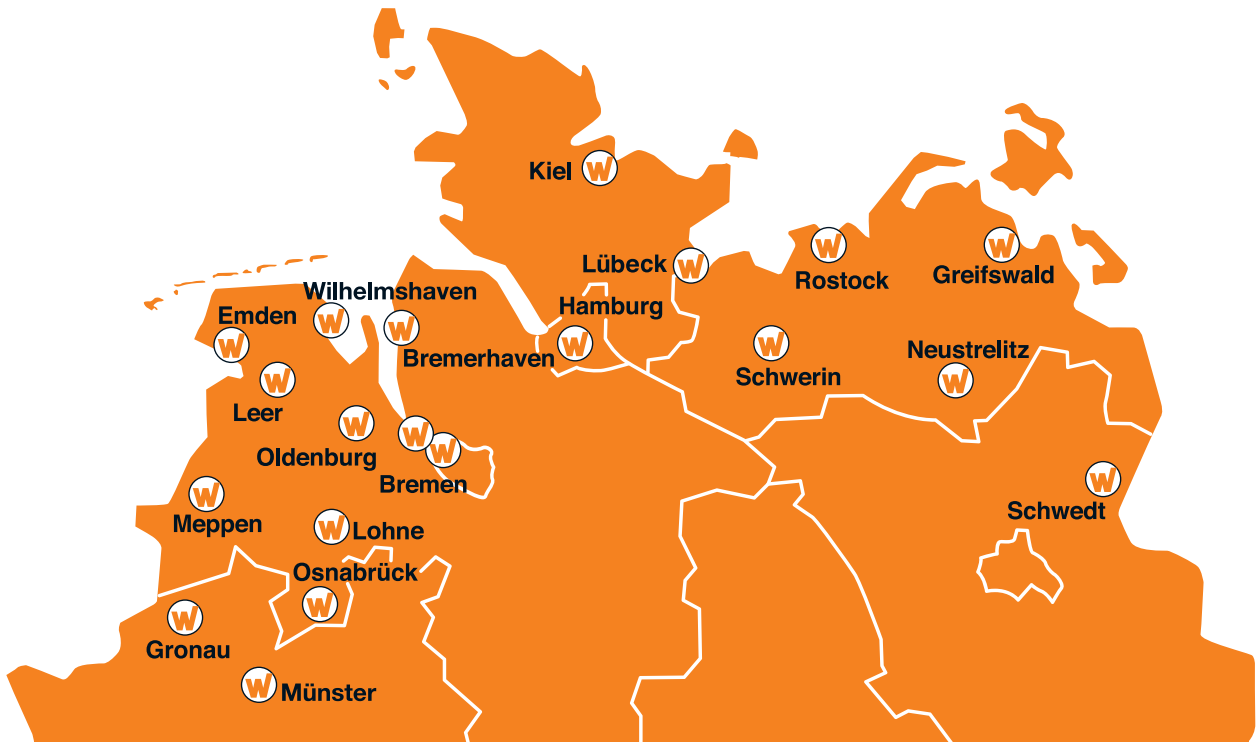 Kiel
W
Lübeck
W
W
Rostock
W
Greifswald
Wilhelmshaven
W
Hamburg
W
Emden
W
W
Bremerhaven
W
Schwerin
Neustrelitz
W
W
Leer
W
Oldenburg
W
W
Bremen
W
Schwedt
W
Meppen
W
Lohne
Osnabrück
W
W
Gronau
W
Münster